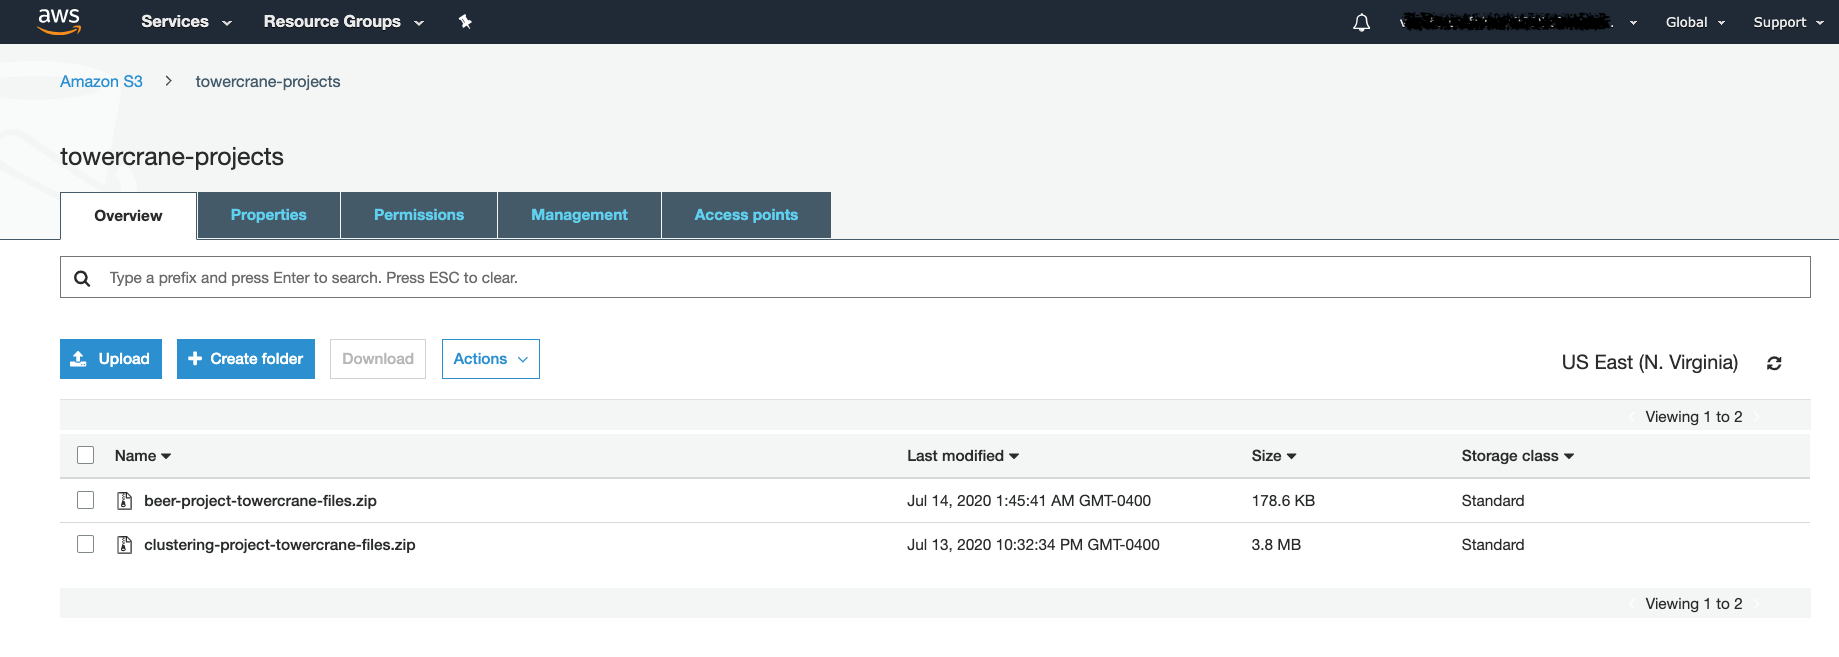 aws Services Resource Groups Global Support
Amazon S3 > towercrane-projects
towercrane-projects
Overview Properties Permissions Management Access points
Type a prefix and press Enter to search. Press ESC to clear.
Upload + Create folder Download Actions
US East (N. Virginia)
Viewing 1 to 2
Name Last modified Size Storage class
beer-project-towercrane-files.zip Jul 14, 2020 1:45:41 AM GMT-0400 178.6 KB Standard
clustering-project-towercrane-files.zip Jul 13, 2020 10:32:34 PM GMT-0400 3.8 MB Standard
Viewing 1 to 2